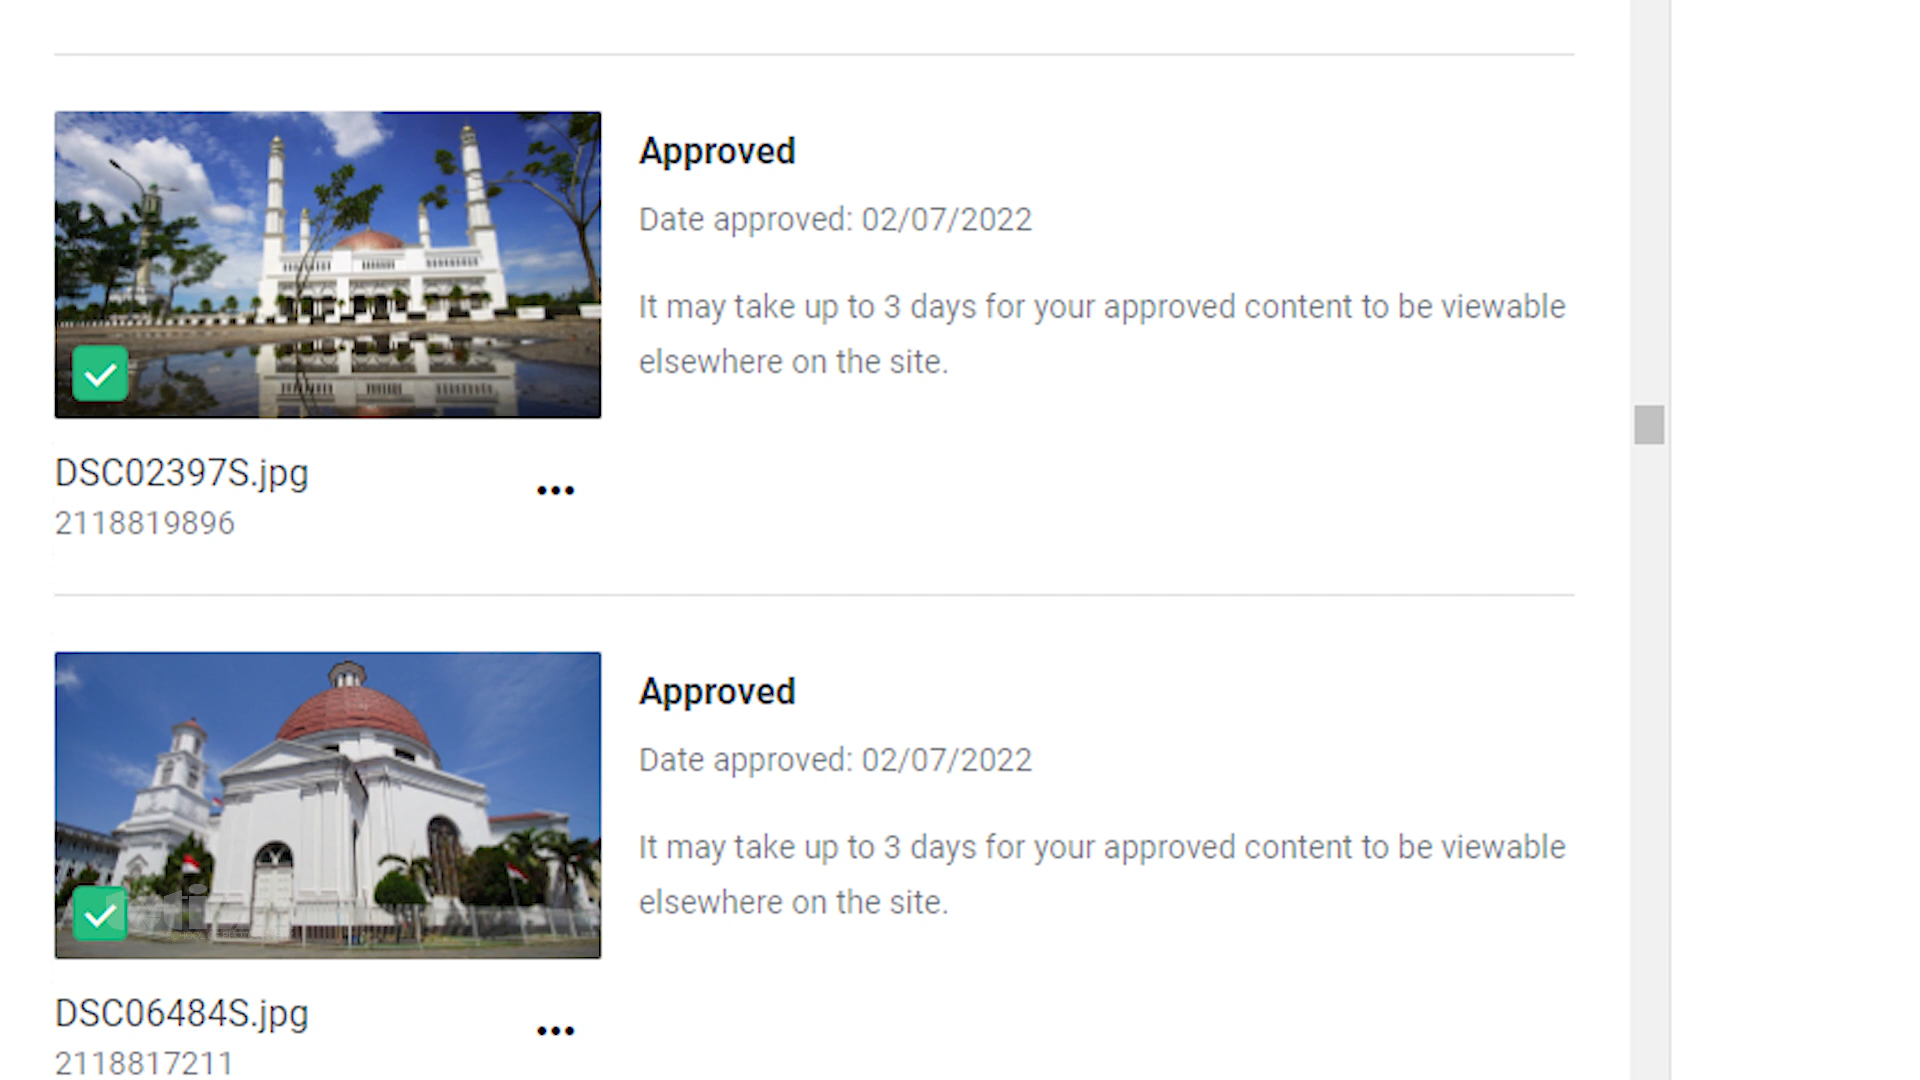 Approved
Date approved: 02/07/2022
It may take up to 3 days for your approved content to be viewable
elsewhere on the site.
DSC02397S.jpg
2118819896
Approved
Date approved: 02/07/2022
It may take up to 3 days for your approved content to be viewable
elsewhere on the site.
DSC06484S.jpg
2118817211